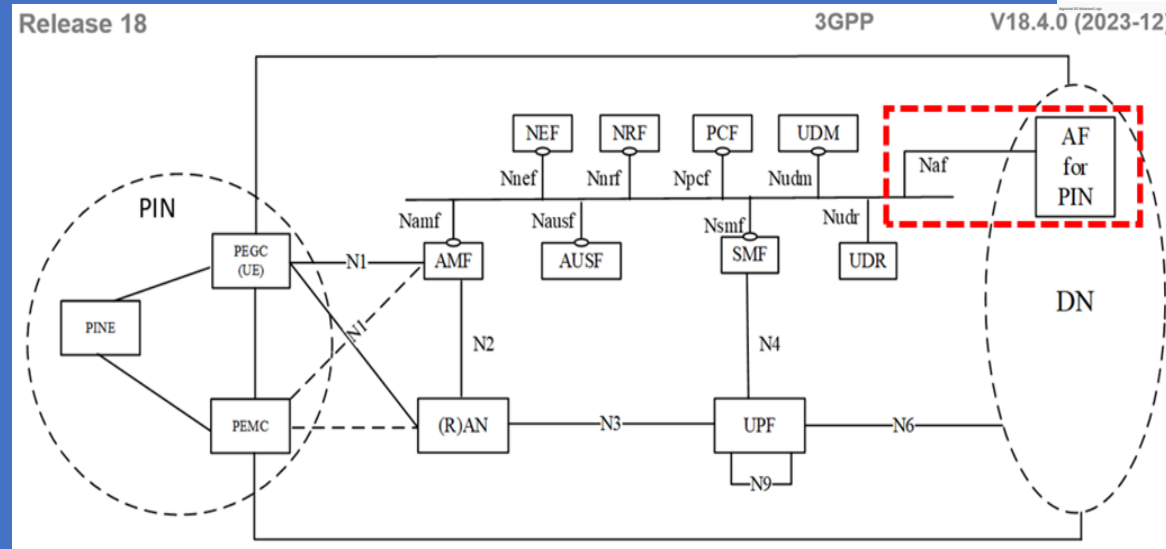 Release 18
3GPP
V18.4.0 (2023-12)
NEF
NRF
PCF
UDM
AF
for
PIN
Naf
Nnef
Nnrf
Npcf
Nudm
PIN
Namf
Nausf
Nsmf
Nudr
PEGC
(UE)
N1
AMF
AUSF
SMF
UDR
DN
PINE
N1
N2
N4
PEMC
(R)AN
N3
UPF
N6
N9